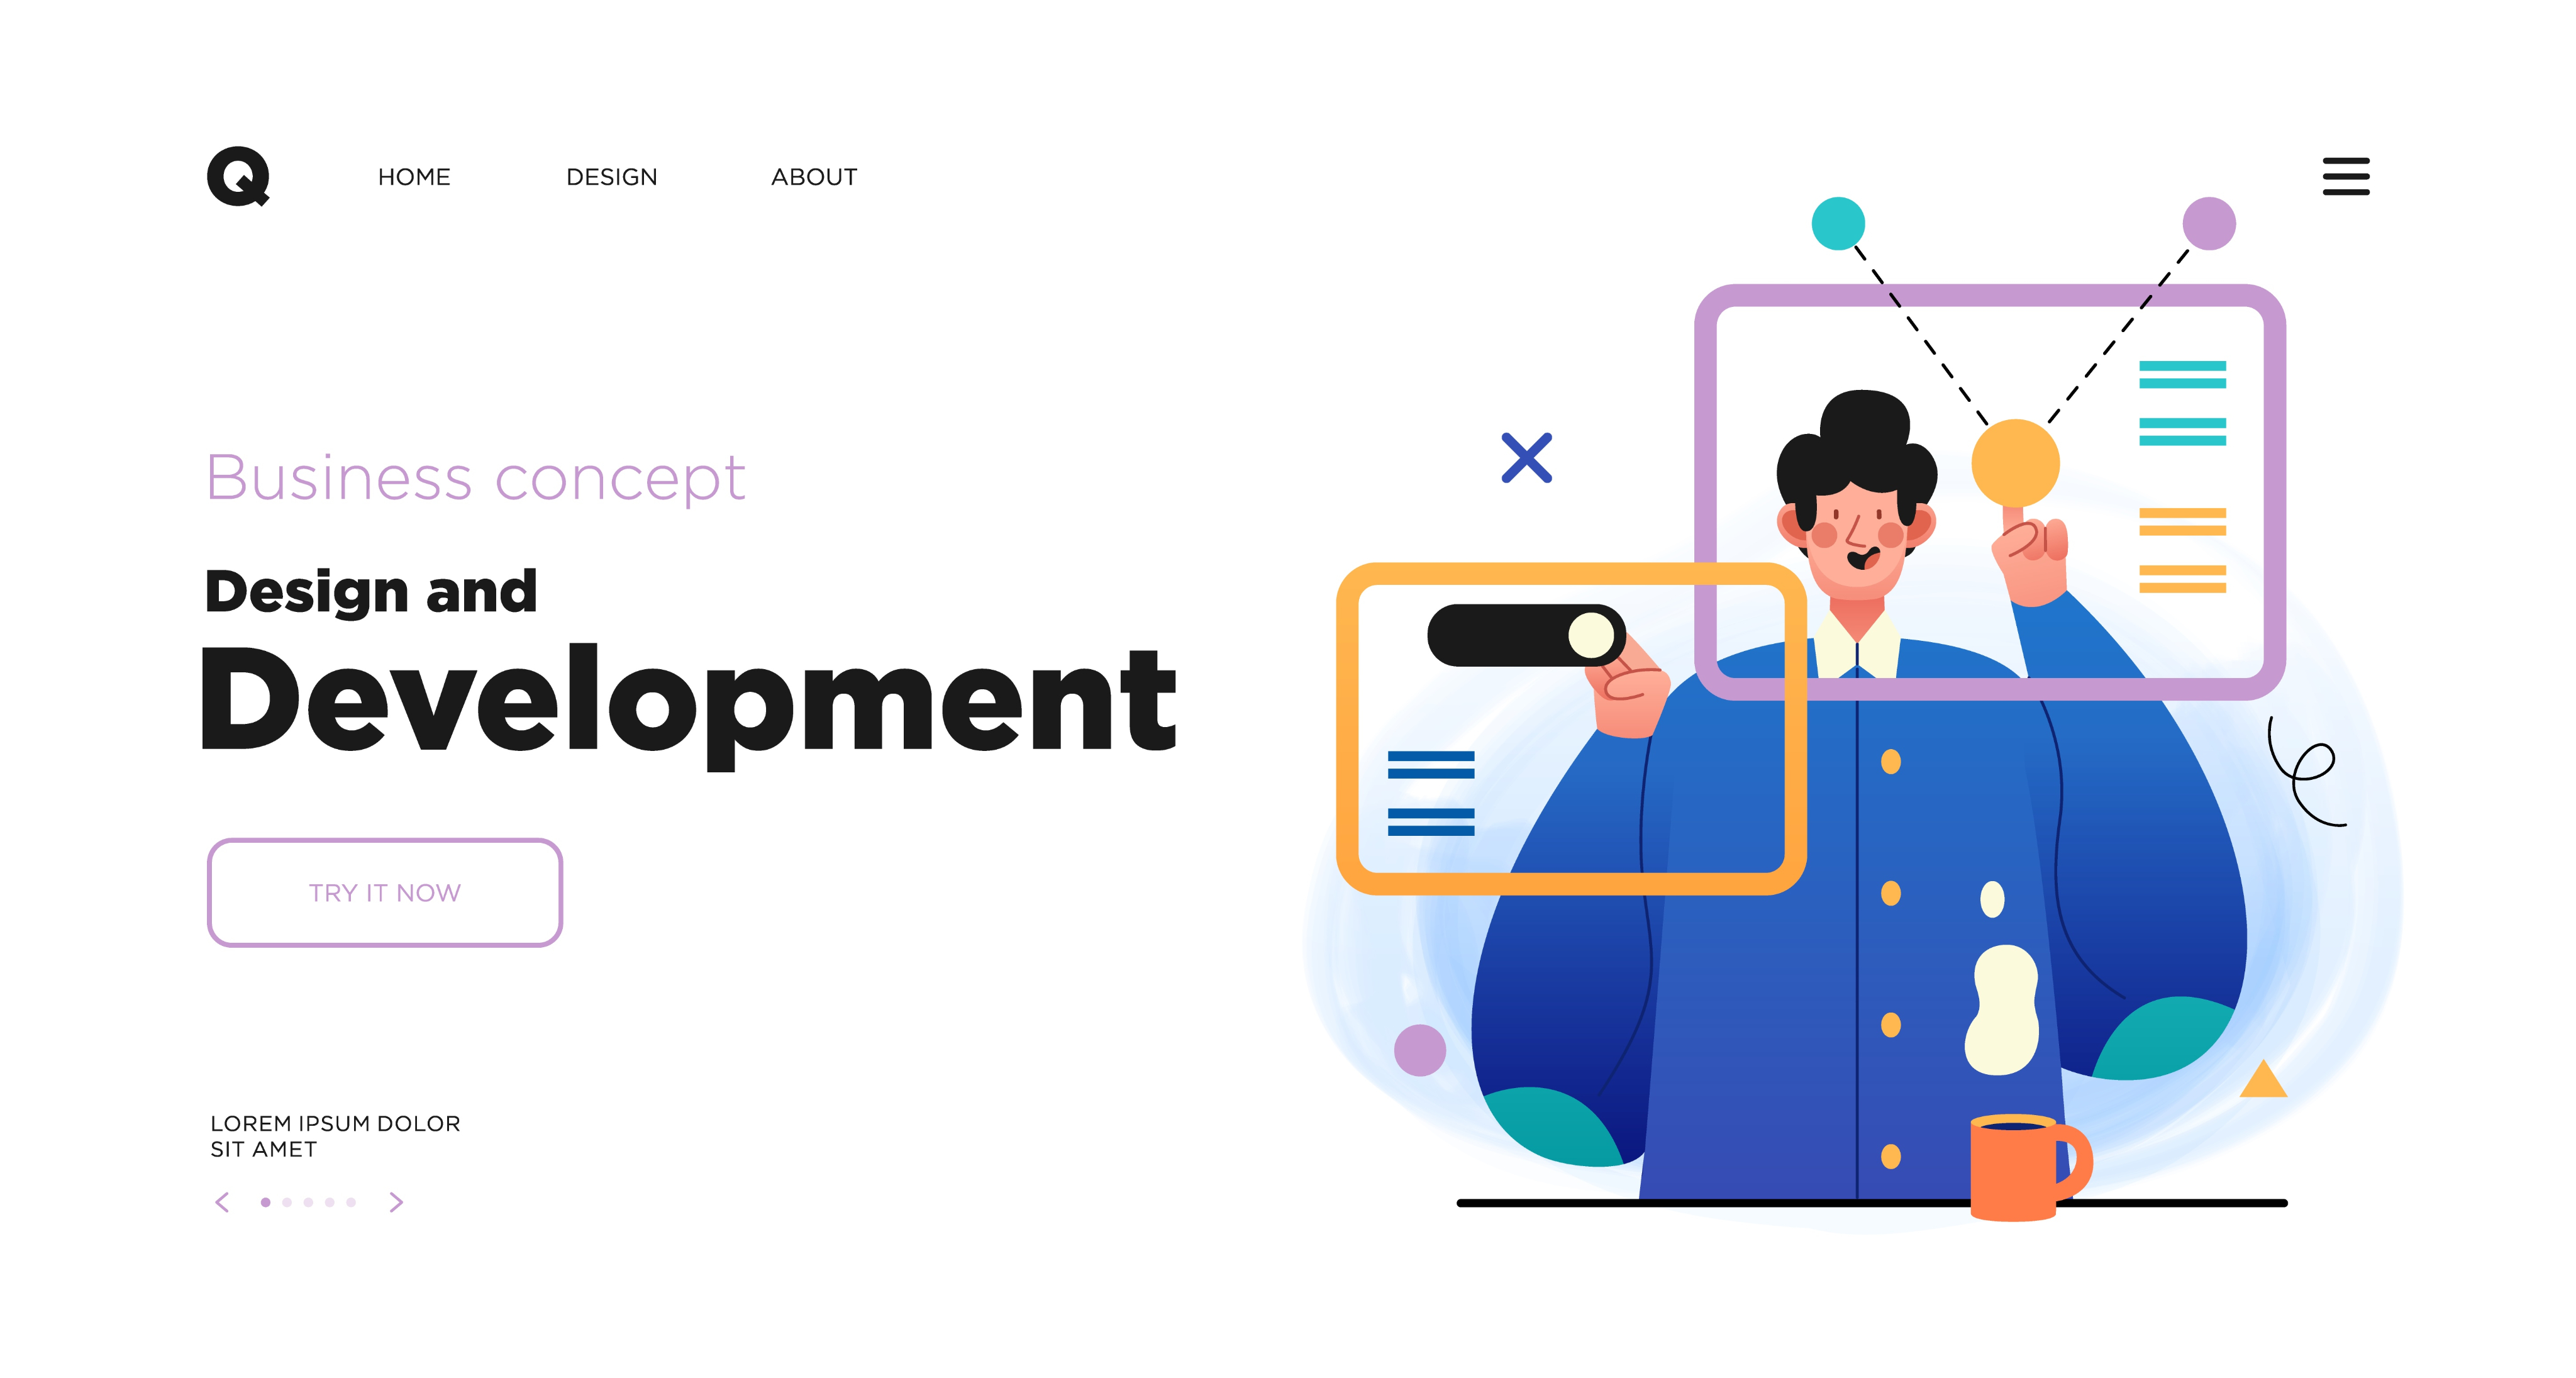 Q
HOME
DESIGN
ABOUT
Business concept
Design and
Development
TRY IT NOW
LOREM IPSUM DOLOR
SIT AMET